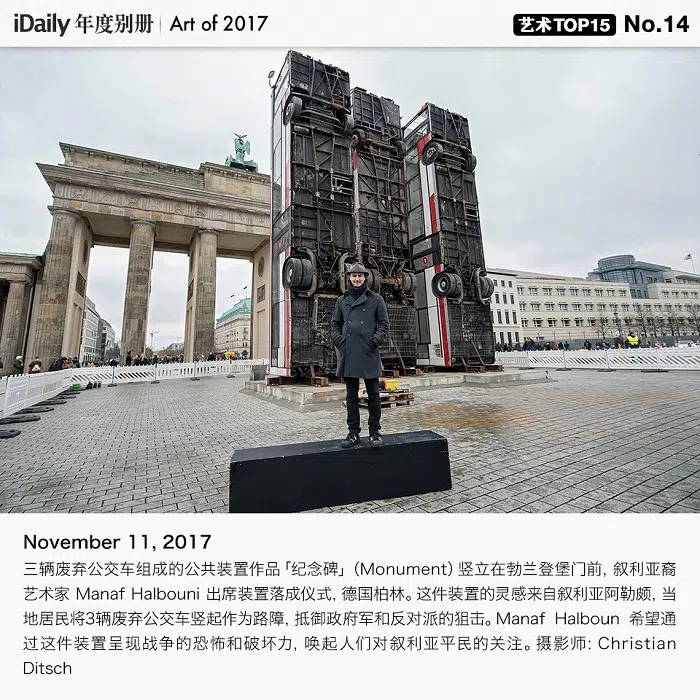 iDaily 年度别册 | Art of 2017
艺术TOP15 No.14
November 11, 2017
三辆废弃公交车组成的公共装置作品「纪念碑」(Monument) 竖立在勃兰登堡门前, 叙利亚裔
艺术家 Manaf Halbouni 出席装置落成仪式, 德国柏林。这件装置的灵感来自叙利亚阿勒颇, 当
地居民将3辆废弃公交车竖起作为路障, 抵御政府军和反对派的狙击。Manaf Halboun 希望通
过这件装置呈现战争的恐怖和破坏力, 唤起人们对叙利亚平民的关注。摄影师: Christian
Ditsch